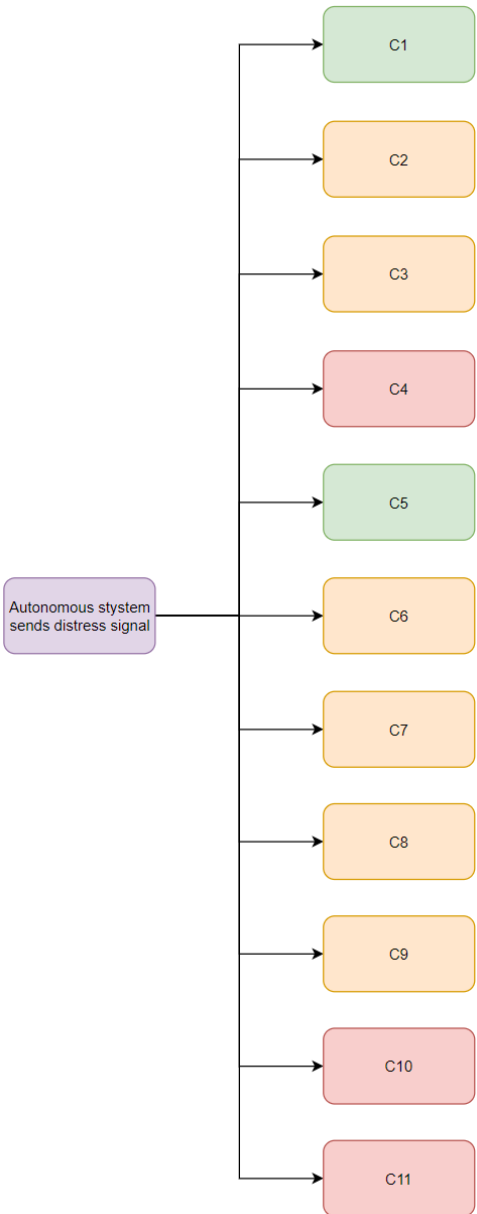 C1
C2
C3
C4
C5
Autonomous stystem
sends distress signal
C6
C7
C8
C9
C10
C11